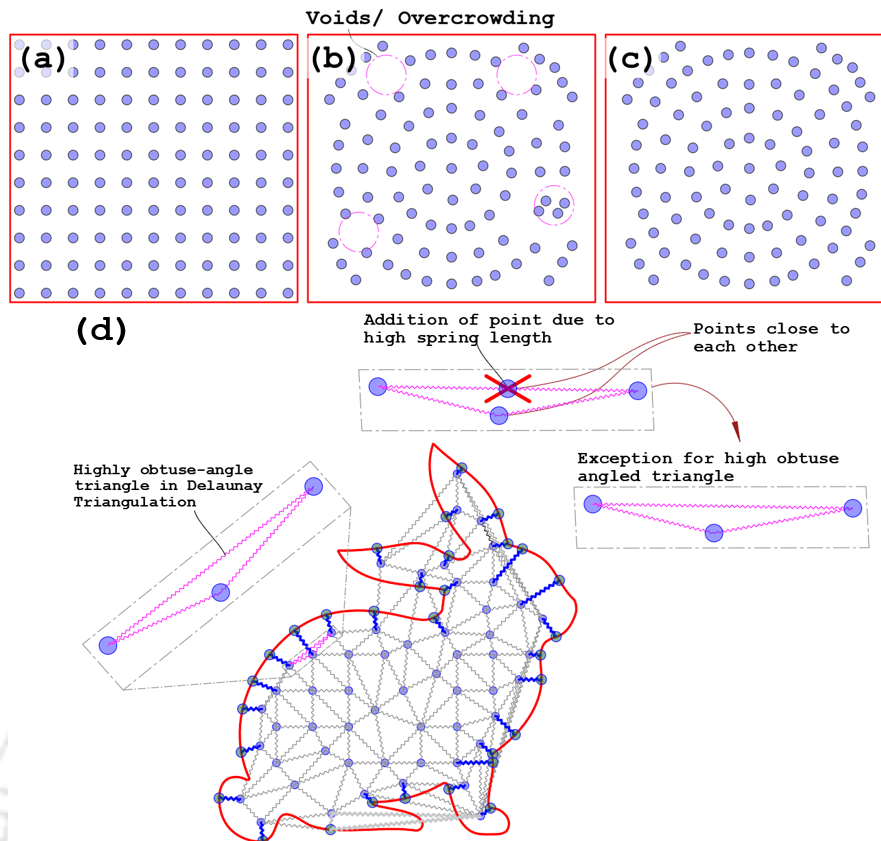 Voids/ Overcrowding
(a)
(b)
(c)
(d)
Addition of point due to
high spring length
Points close to
each other
Highly obtuse-angle
triangle in Delaunay
Triangulation
Exception for high obtuse
angled triangle